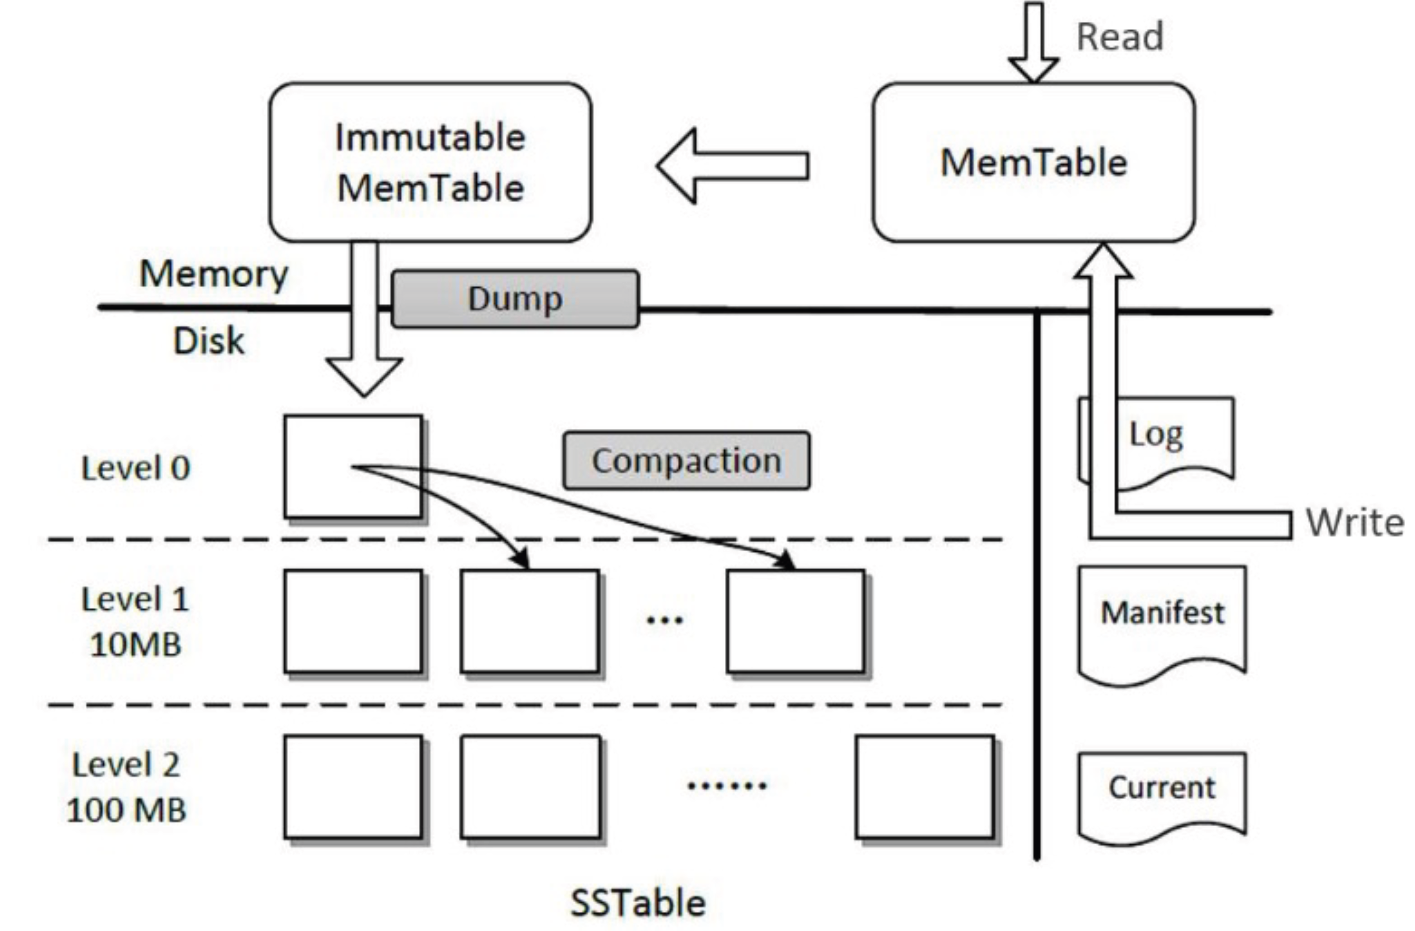 Read
Immutable
MemTable
MemTable
Memory
Dump
Disk
Level 0
Compaction
Log
Write
Level 1
10MB
...
Manifest
Level 2
100 MB
......
Current
SSTable